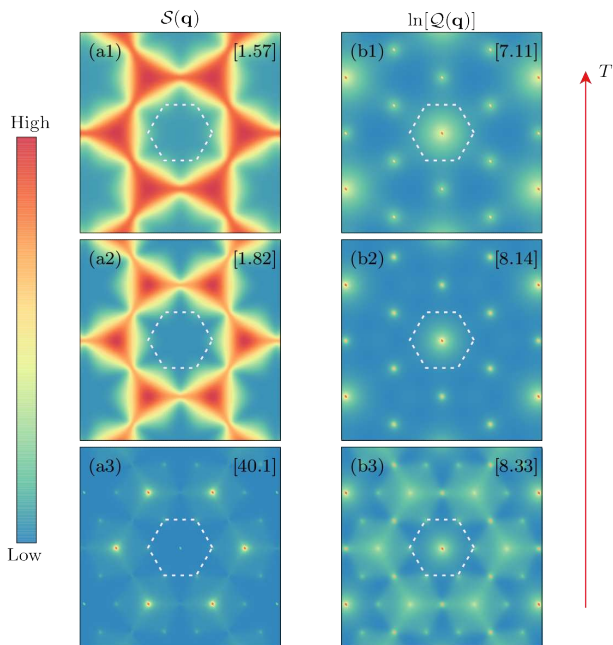 𝒮(𝐪) ln[𝒬(𝐪)]
(a1) [1.57] (b1) [7.11]
T
High
(a2) [1.82] (b2) [8.14]
(a3) [40.1] (b3) [8.33]
Low